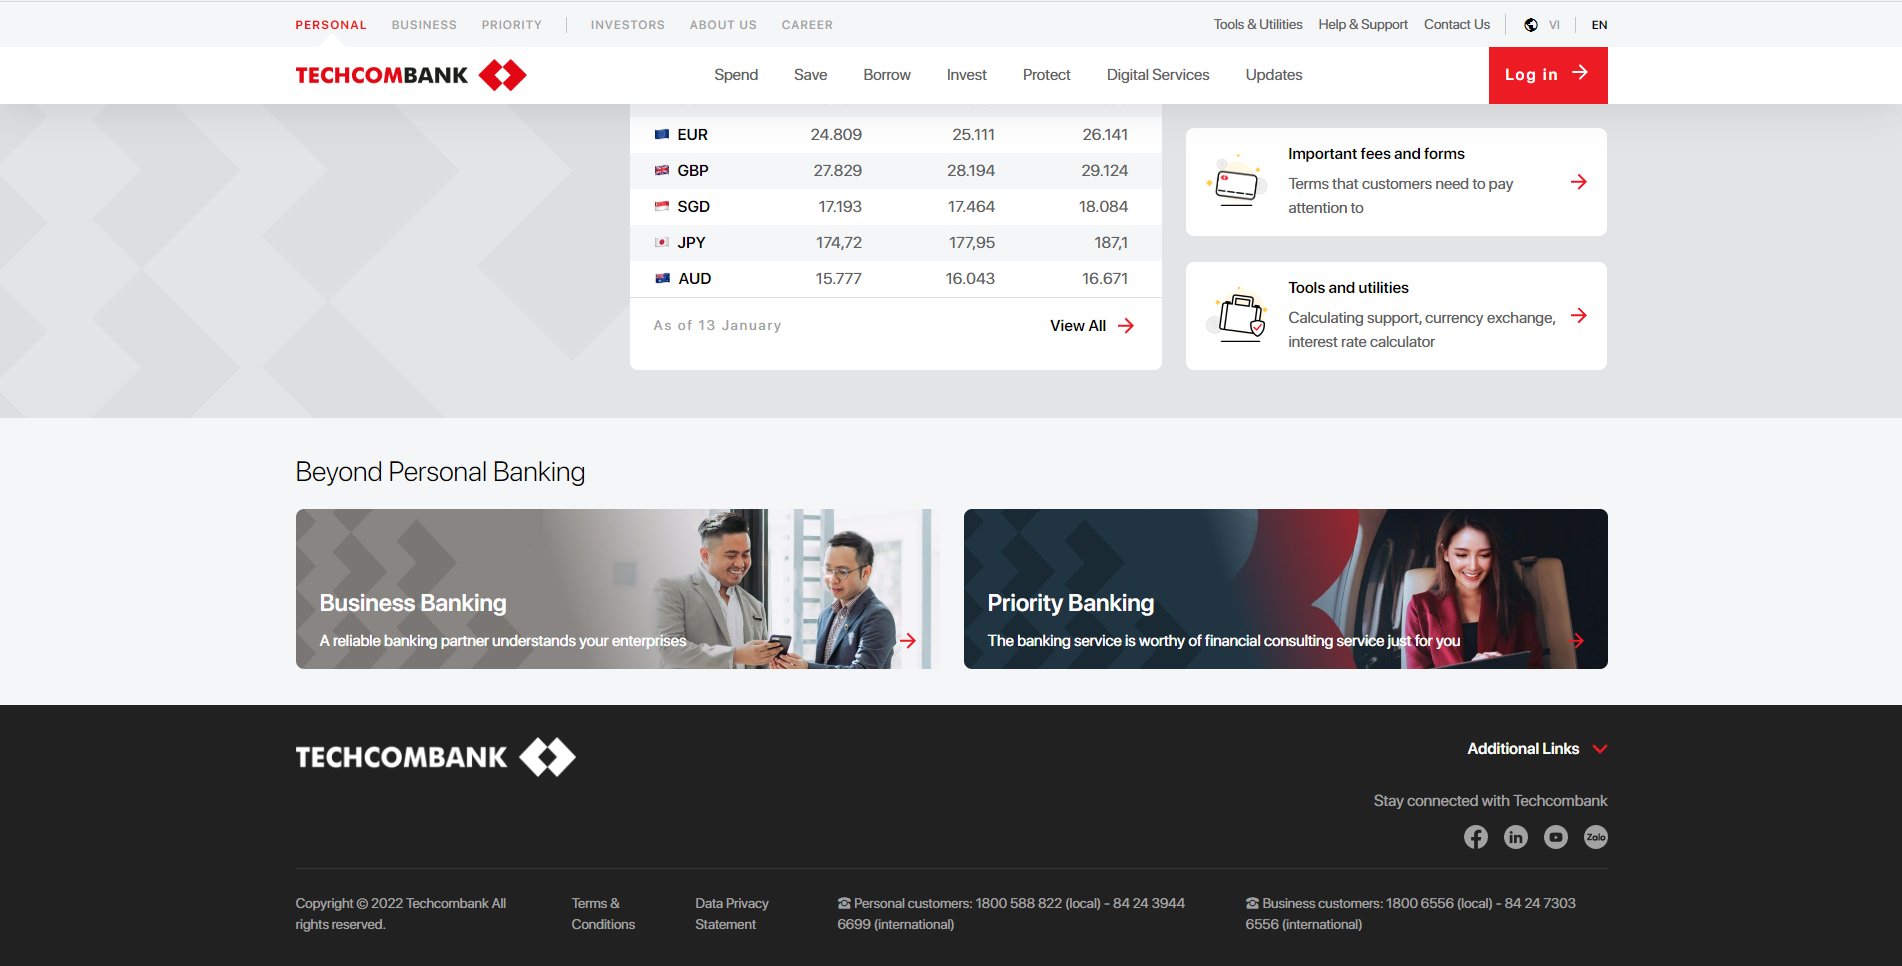 PERSONAL BUSINESS PRIORITY INVESTORS ABOUT US CAREER Tools & Utilities Help & Support Contact Us VI EN
TECHCOMBANK Spend Save Borrow Invest Protect Digital Services Updates Log in
EUR 24.809 25.111 26.141
GBP 27.829 28.194 29.124
SGD 17.193 17.464 18.084
JPY 174,72 177,95 187,1
AUD 15.777 16.043 16.671
As of 13 January View All
Important fees and forms
Terms that customers need to pay
attention to
Tools and utilities
Calculating support, currency exchange,
interest rate calculator
Beyond Personal Banking
Business Banking
A reliable banking partner understands your enterprises
Priority Banking
The banking service is worthy of financial consulting service just for you
TECHCOMBANK
Additional Links
Stay connected with Techcombank
in
Zalo
Copyright © 2022 Techcombank All
rights reserved.
Terms &
Conditions
Data Privacy
Statement
Personal customers: 1800 588 822 (local) - 84 24 3944
6699 (international)
Business customers: 1800 6556 (local) - 84 24 7303
6556 (international)